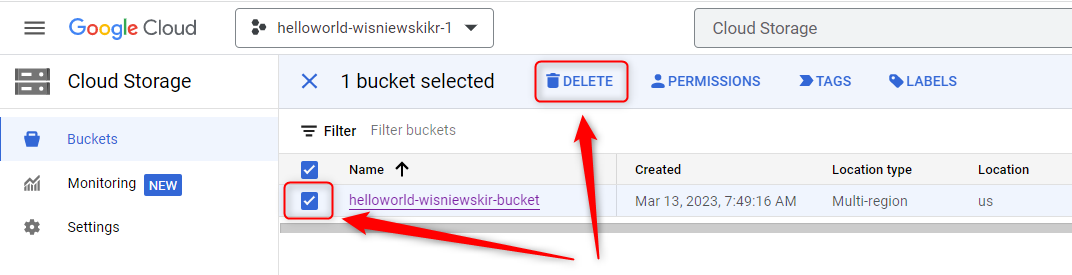 Google Cloud
helloworld-wisniewskikr-1
Cloud Storage
Cloud Storage
1 bucket selected
DELETE
PERMISSIONS
TAGS
LABELS
Buckets
Monitoring NEW
Settings
Filter Filter buckets
Name Created Location type Location
helloworld-wisniewskir-bucket Mar 13, 2023, 7:49:16 AM Multi-region us